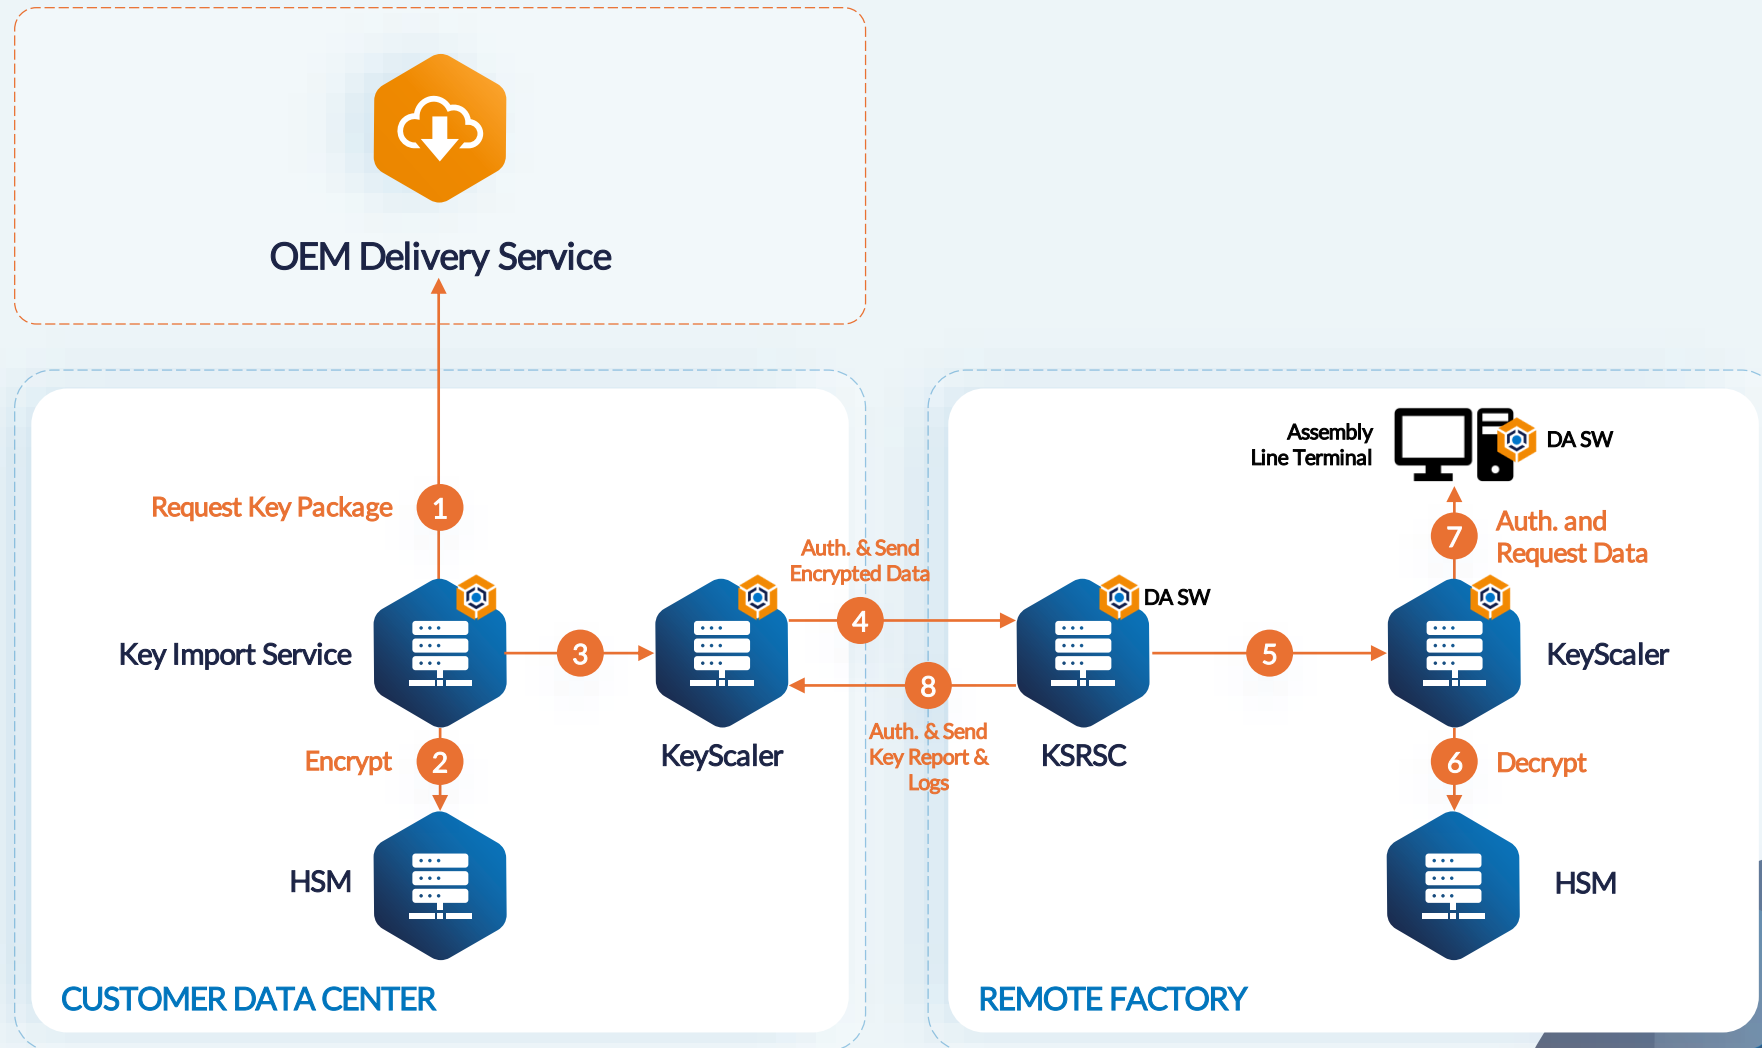 OEM Delivery Service
Request Key Package
1
Key Import Service
3
Encrypt
2
HSM
KeyScaler
CUSTOMER DATA CENTER
Auth. & Send
Encrypted Data
4
8
Auth. & Send
Key Report &
Logs
Assembly
Line Terminal
DA SW
7
Auth. and
Request Data
DA SW
KSRSC
5
KeyScaler
6
Decrypt
HSM
REMOTE FACTORY